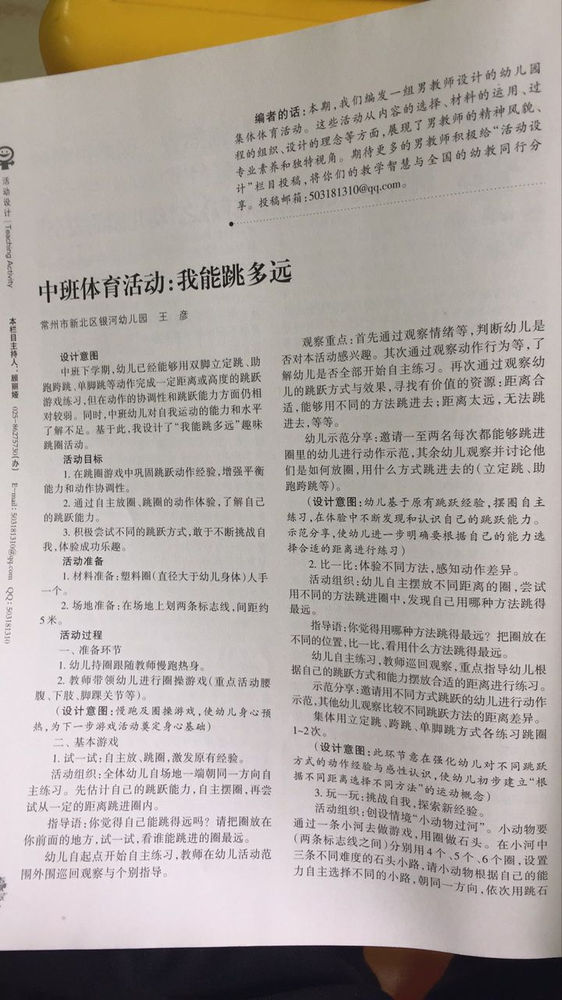 编者的话:本期,我们编发一组男教师设计的幼儿园
集体体育活动。这些活动从内容的选择、材料的运用、过
程的组织、设计的理念等方面,展现了男教师的精神风貌、
专业素养和独特视角。期待更多的男教师积极给“活动设
计”栏目投稿,将你们的教学智慧与全国的幼教同行分
享。投稿邮箱:503181310@qq.com。
活动设计 | Teaching Activity
本栏目主持人:顾丽娅 025-86275730(办) E-mail:503181310@qq.com QQ:503181310
中班体育活动:我能跳多远
常州市新北区银河幼儿园 王 彦
设计意图
中班下学期,幼儿已经能够用双脚立定跳、助
跑跨跳、单脚跳等动作完成一定距离或高度的跳跃
游戏练习,但在动作的协调性和跳跃能力方面仍相
对较弱。同时,中班幼儿对自我运动的能力和水平
了解不足。基于此,我设计了“我能跳多远”趣味
跳圈活动。
活动目标
1. 在跳圈游戏中巩固跳跃动作经验,增强平衡
能力和动作协调性。
2. 通过自主放圈、跳圈的动作体验,了解自己
的跳跃能力。
3. 积极尝试不同的跳跃方式,敢于不断挑战自
我,体验成功乐趣。
活动准备
1. 材料准备:塑料圈(直径大于幼儿身体)人手
一个。
2. 场地准备:在场地上划两条标志线,间距约
5米。
活动过程
一、准备环节
1. 幼儿持圈跟随教师慢跑热身。
2. 教师带领幼儿进行圈操游戏(重点活动腰
腹、下肢、脚踝关节等)。
(设计意图:慢跑及圈操游戏,使幼儿身心预
热,为下一步游戏活动奠定身心基础)
二、基本游戏
1. 试一试:自主放、跳圈,激发原有经验。
活动组织:全体幼儿自场地一端朝同一方向自
主练习。先估计自己的跳跃能力,自主摆圈,再尝
试从一定的距离跳进圈内。
指导语:你觉得自己能跳得远吗？请把圈放在
你前面的地方,试一试,看谁能跳进的圈最远。
幼儿自起点开始自主练习,教师在幼儿活动范
围外围巡回观察与个别指导。
观察重点:首先通过观察情绪等,判断幼儿是
否对本活动感兴趣。其次通过观察动作行为等,了
解幼儿是否全部开始自主练习。再次通过观察幼
儿的跳跃方式与效果,寻找有价值的资源:距离合
适,能够用不同的方法跳进去;距离太远,无法跳
进去,等等。
幼儿示范分享:邀请一至两名每次都能够跳进
圈里的幼儿进行动作示范,其余幼儿观察并讨论他
们是如何放圈,用什么方式跳进去的(立定跳、助
跑跨跳等)。
(设计意图:幼儿基于原有跳跃经验,摆圈自主
练习,在体验中不断发现和认识自己的跳跃能力。
示范分享,使幼儿进一步明确要根据自己的能力选
择合适的距离进行练习)
2. 比一比:体验不同方法,感知动作差异。
活动组织:幼儿自主摆放不同距离的圈,尝试
用不同的方法跳进圈中,发现自己用哪种方法跳得
最远。
指导语:你觉得用哪种方法跳得最远？把圈放在
不同的位置,比一比,看用什么方法跳得最远。
幼儿自主练习,教师巡回观察,重点指导幼儿根
据自己的跳跃方式和能力摆放合适的距离进行练习。
示范分享:邀请用不同方式跳跃的幼儿进行动作
示范,其他幼儿观察比较不同跳跃方法的距离差异。
集体用立定跳、跨跳、单脚跳方式各练习跳圈
1~2次。
(设计意图:此环节意在强化幼儿对不同跳跃
方式的动作经验与感性认识,使幼儿初步建立“根
据不同距离选择不同方法”的运动概念)
3. 玩一玩:挑战自我,探索新经验。
活动组织:创设情境“小动物过河”。小动物要
通过一条小河去做游戏,用圈做石头。在小河中
(两条标志线之间)分别用4个、5个、6个圈,设置
三条不同难度的石头小路,请小动物根据自己的能
力自主选择不同的小路,朝同一方向,依次用跳石